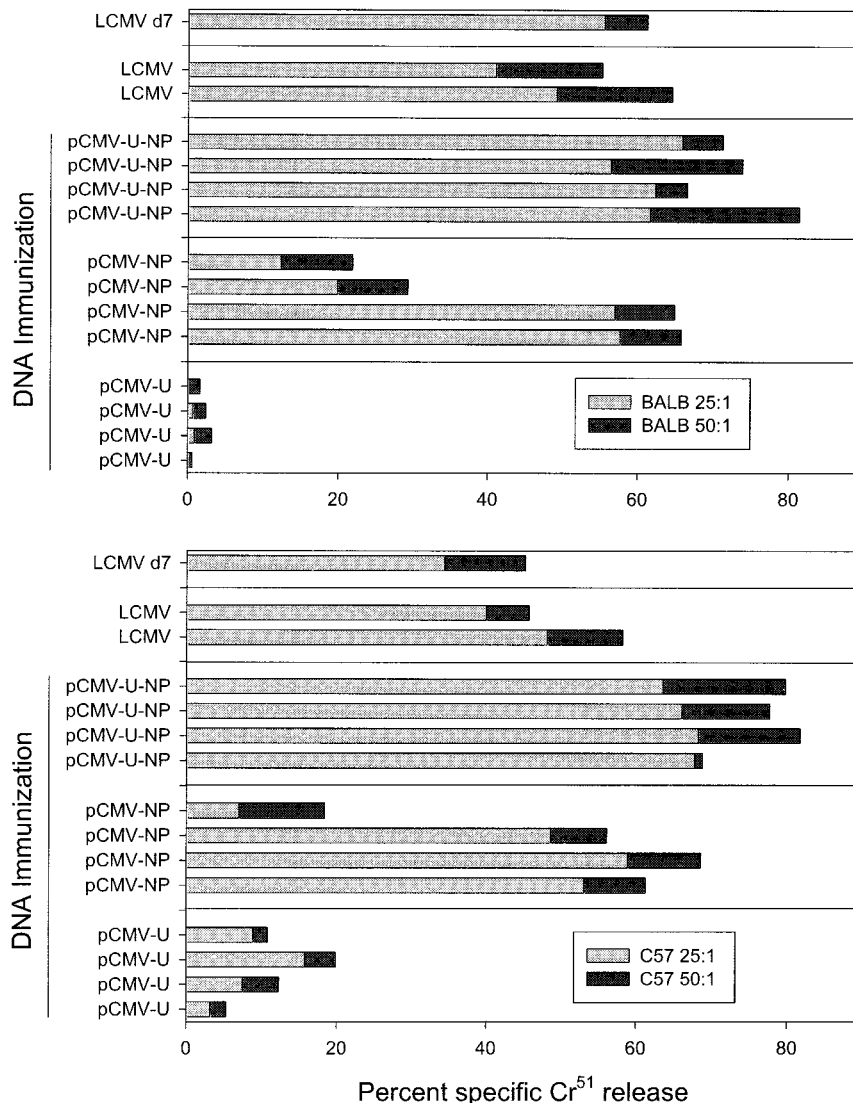 LCMV d7
LCMV
LCMV
pCMV-U-NP
pCMV-U-NP
pCMV-U-NP
pCMV-U-NP
pCMV-NP
pCMV-NP
pCMV-NP
pCMV-NP
pCMV-U
pCMV-U
pCMV-U
pCMV-U
DNA Immunization
BALB 25:1
BALB 50:1
0 20 40 60 80
LCMV d7
LCMV
LCMV
pCMV-U-NP
pCMV-U-NP
pCMV-U-NP
pCMV-U-NP
pCMV-NP
pCMV-NP
pCMV-NP
pCMV-NP
pCMV-U
pCMV-U
pCMV-U
pCMV-U
DNA Immunization
C57 25:1
C57 50:1
0 20 40 60 80
Percent specific Cr⁵¹ release